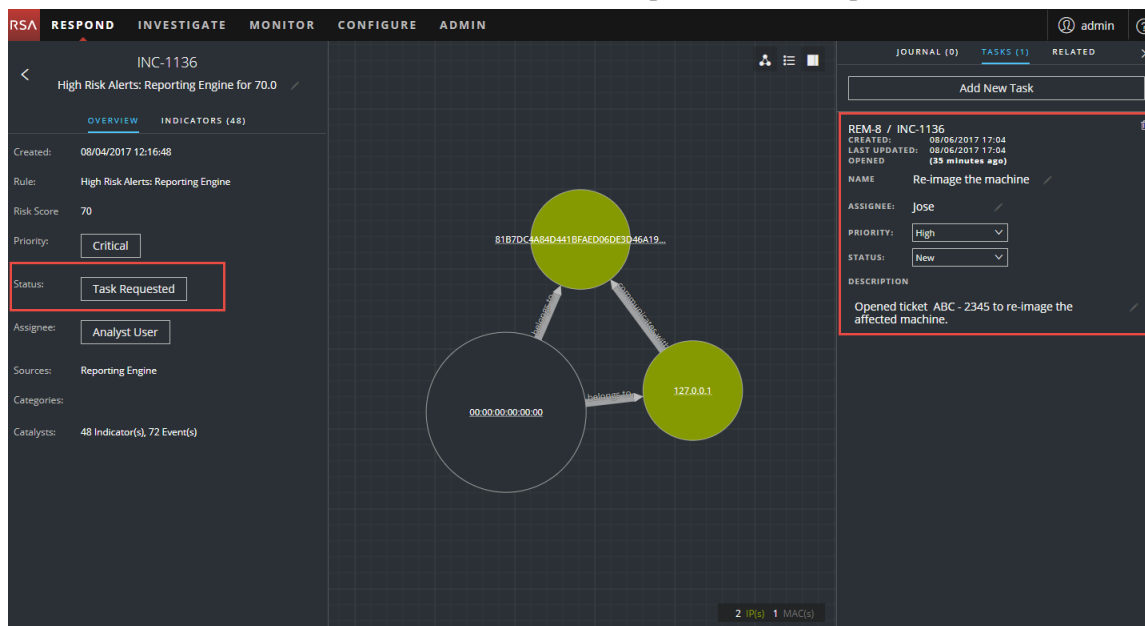 RSA RESPOND INVESTIGATE MONITOR CONFIGURE ADMIN admin
INC-1136
High Risk Alerts: Reporting Engine for 70.0
OVERVIEW INDICATORS (48)
Created: 08/04/2017 12:16:48
Rule: High Risk Alerts: Reporting Engine
Risk Score 70
Priority: Critical
Status: Task Requested
Assignee: Analyst User
Sources: Reporting Engine
Categories:
Catalysts: 48 Indicator(s), 72 Event(s)
81B7DC4A84D441BFAED06DE3D46A19...
belongs to
communicates with
belongs to
127.0.0.1
00:00:00:00:00:00
2 IP(s) 1 MAC(s)
JOURNAL (0) TASKS (1) RELATED
Add New Task
REM-8 / INC-1136
CREATED: 08/06/2017 17:04
LAST UPDATED: 08/06/2017 17:04
OPENED (35 minutes ago)
NAME Re-image the machine
ASSIGNEE: Jose
PRIORITY: High
STATUS: New
DESCRIPTION
Opened ticket ABC - 2345 to re-image the
affected machine.